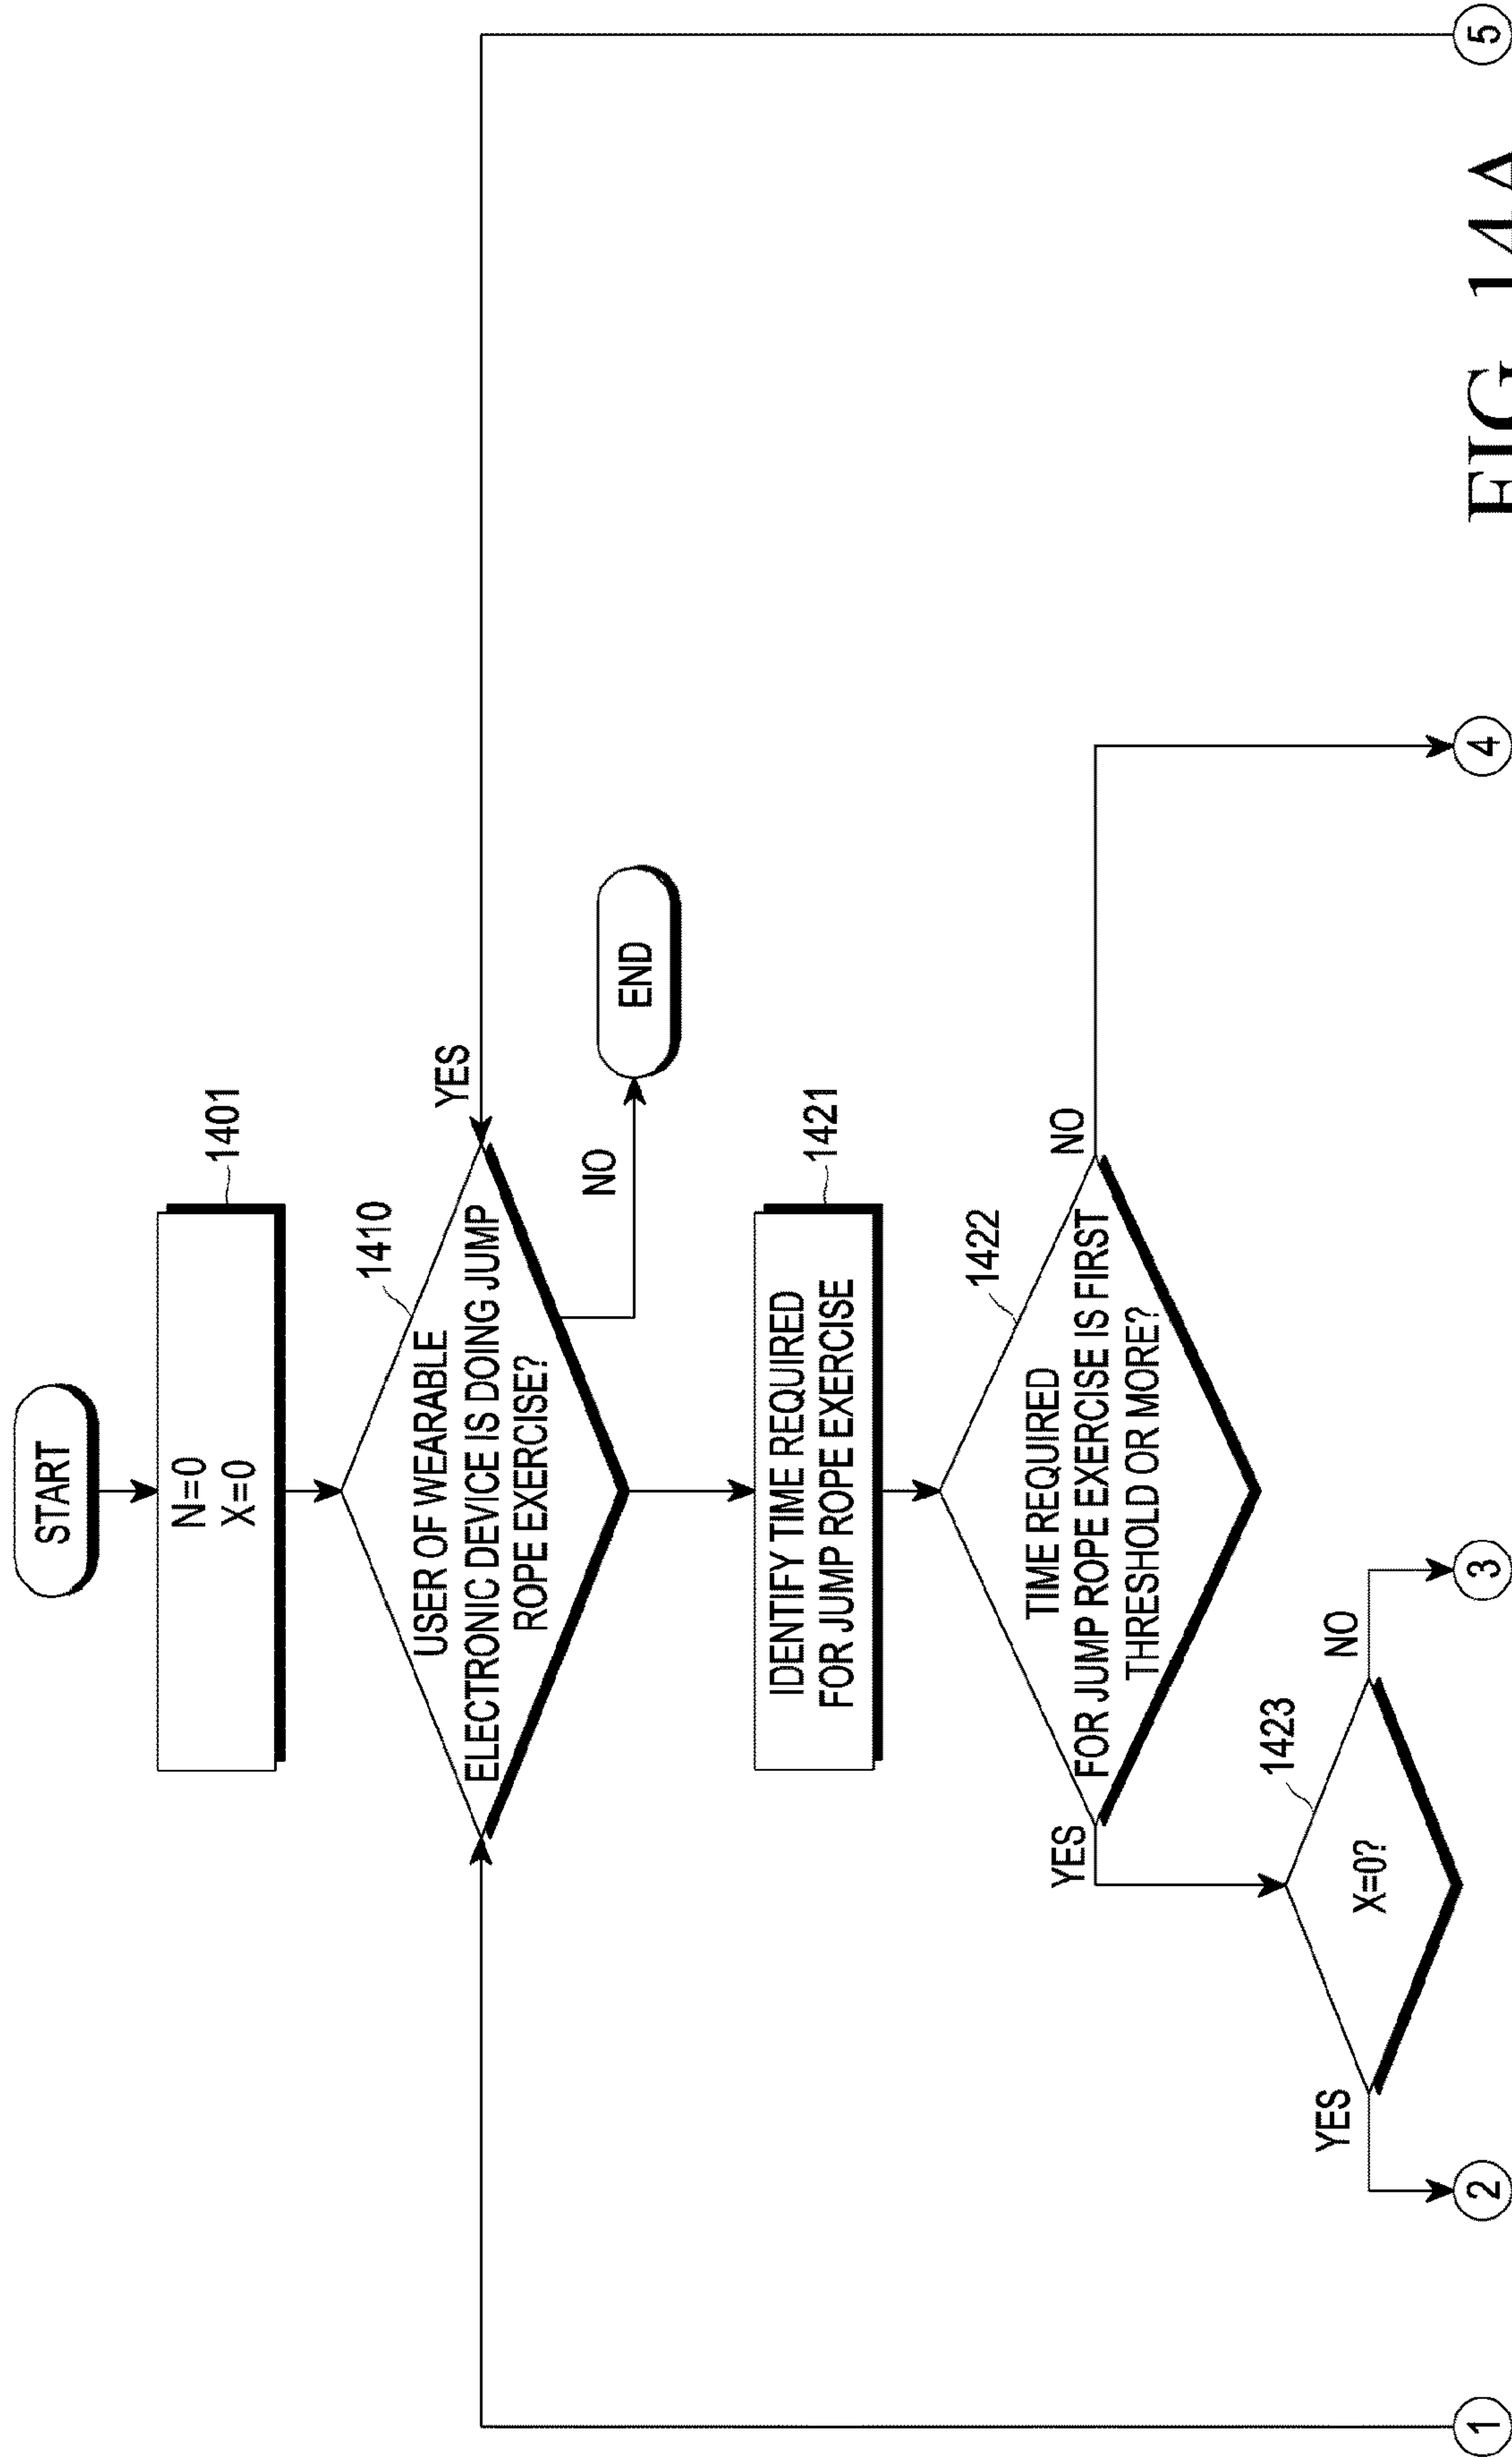 START
N=0
X=0
1401
1410
USER OF WEARABLE
ELECTRONIC DEVICE IS DOING JUMP
ROPE EXERCISE?
YES
NO
END
IDENTIFY TIME REQUIRED
FOR JUMP ROPE EXERCISE
1421
1422
TIME REQUIRED
FOR JUMP ROPE EXERCISE IS FIRST
THRESHOLD OR MORE?
YES
NO
1423
X=0?
YES
NO
1
2
3
4
5
FIG. 14A